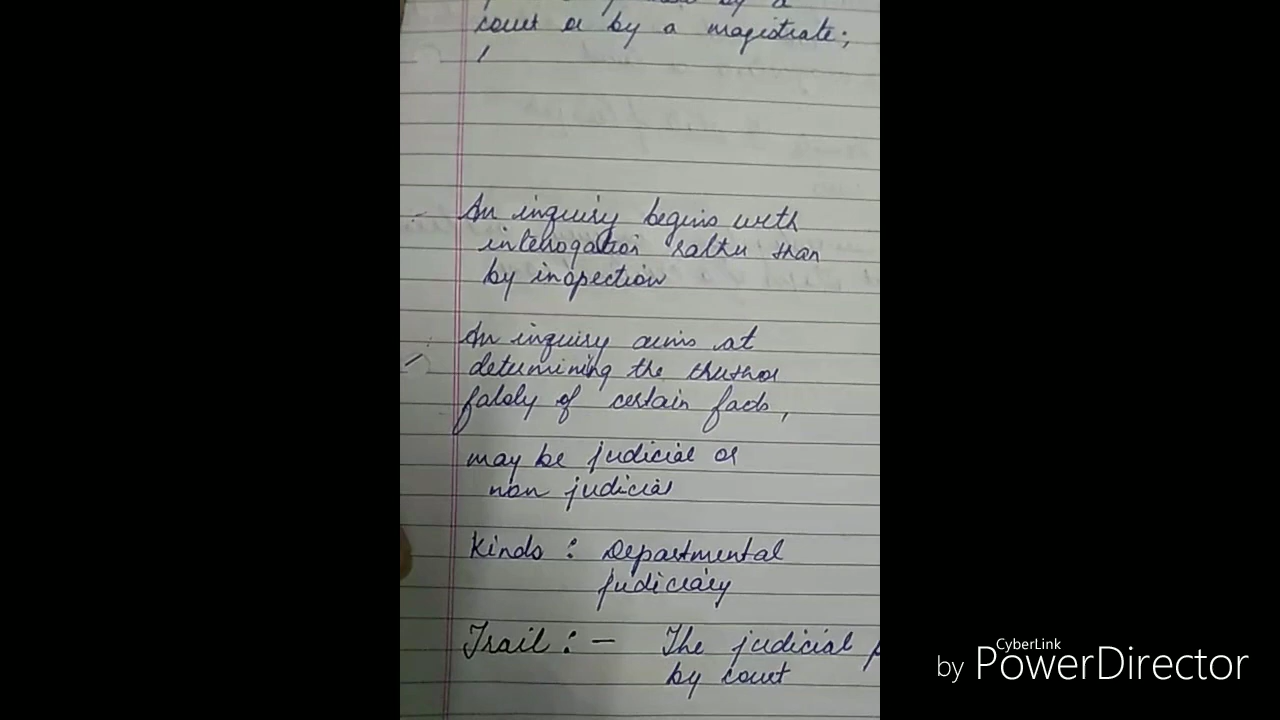 court or by a magistrate;
An inquiry begins with
interrogation rather than
by inspection
An inquiry aims at
determining the truth or
falsly of certain facts,
may be judicial or
non judicial
Kinds : Departmental
judiciary
Trail : – The judicial
by court
CyberLink
by PowerDirector